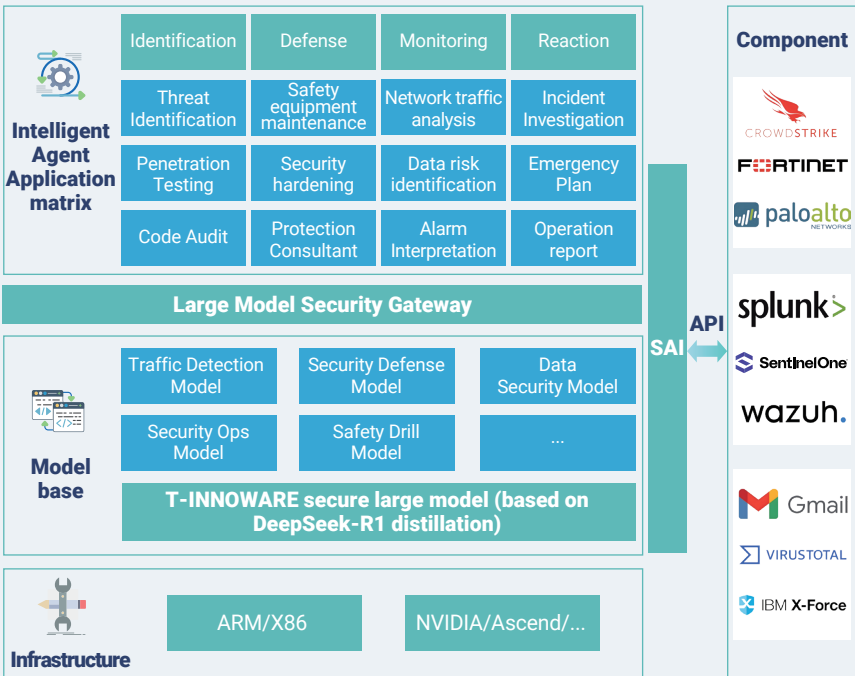 Intelligent
Agent
Application
matrix
Identification
Defense
Monitoring
Reaction
Threat
Identification
Safety
equipment
maintenance
Network traffic
analysis
Incident
Investigation
Penetration
Testing
Security
hardening
Data risk
identification
Emergency
Plan
Code Audit
Protection
Consultant
Alarm
Interpretation
Operation
report
Large Model Security Gateway
Model
base
Traffic Detection
Model
Security Defense
Model
Data
Security Model
Security Ops
Model
Safety Drill
Model
...
T-INNOWARE secure large model (based on
DeepSeek-R1 distillation)
Infrastructure
ARM/X86
NVIDIA/Ascend/...
SAI
API
Component
CROWDSTRIKE
FORTINET
paloalto
NETWORKS
splunk>
SentinelOne
wazuh.
Gmail
VIRUSTOTAL
IBM X-Force